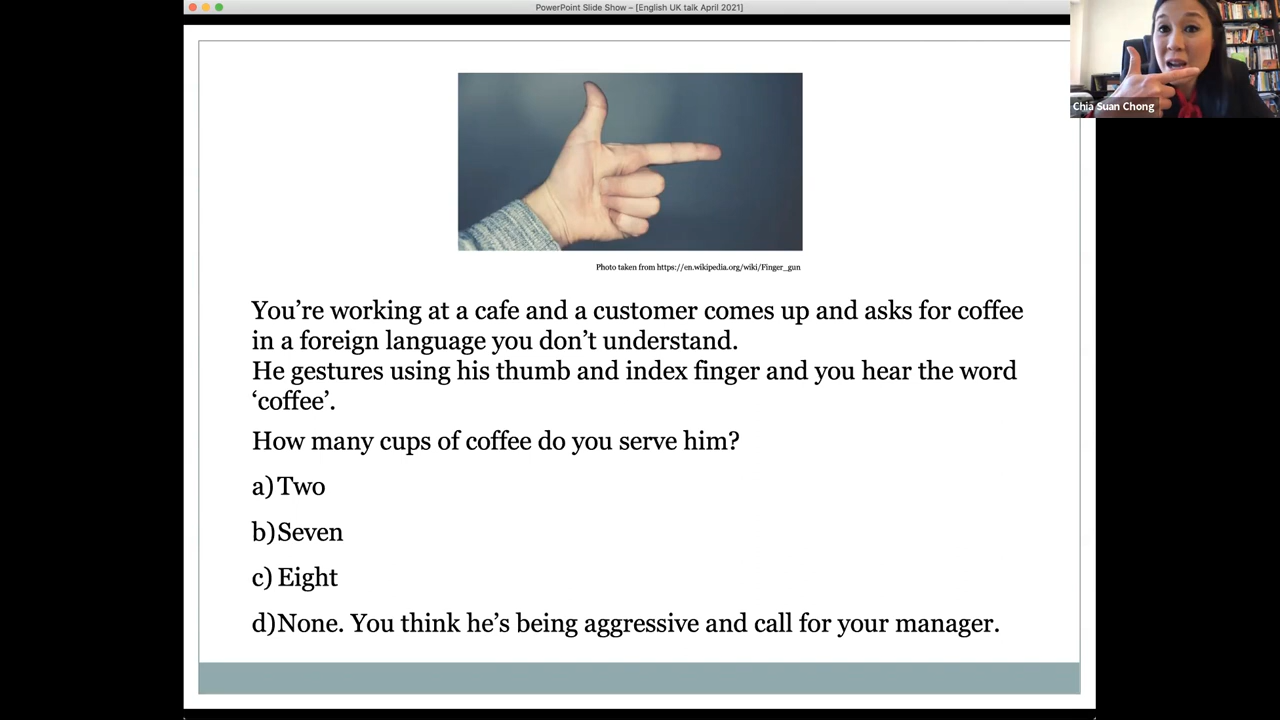 PowerPoint Slide Show – [English UK talk April 2021]
Chia Suan Chong
Photo taken from https://en.wikipedia.org/wiki/Finger_gun
You’re working at a cafe and a customer comes up and asks for coffee
in a foreign language you don’t understand.
He gestures using his thumb and index finger and you hear the word
‘coffee’.
How many cups of coffee do you serve him?
a) Two
b) Seven
c) Eight
d) None. You think he’s being aggressive and call for your manager.